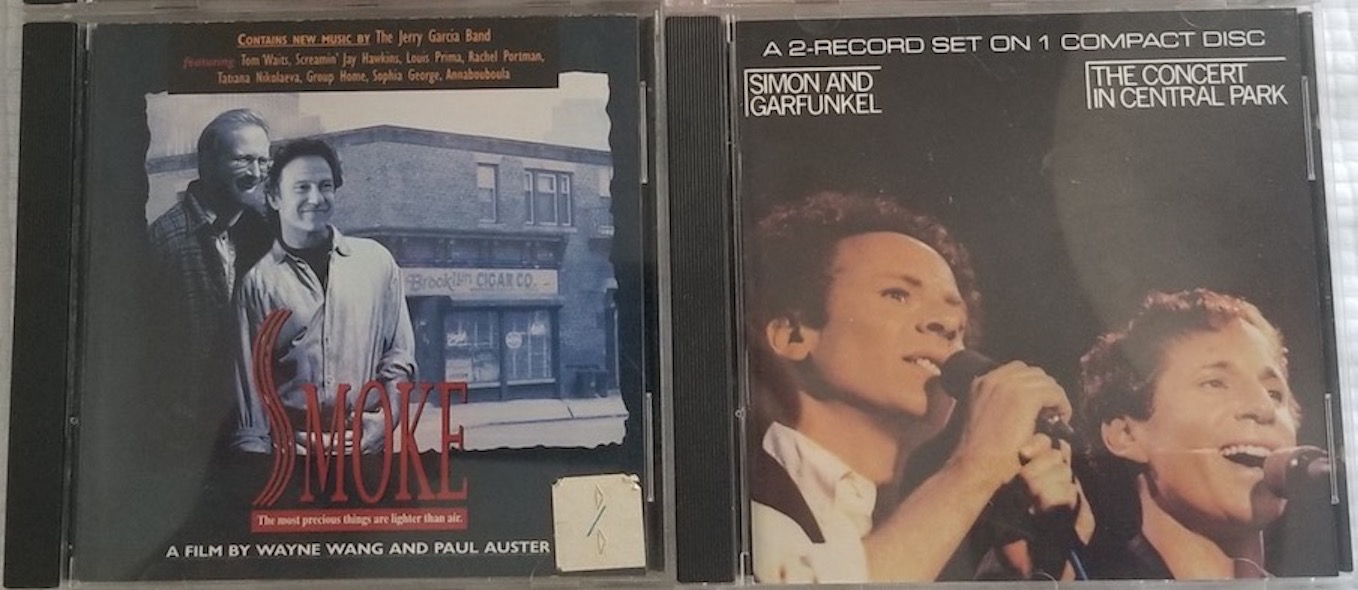 CONTAINS NEW MUSIC BY The Jerry Garcia Band
featuring Tom Waits, Screamin' Jay Hawkins, Louis Prima, Rachel Portman,
Tatiana Nikolaeva, Group Home, Sophia George, Annabouboula
Brooklyn CIGAR CO.
SMOKE
The most precious things are lighter than air.
A FILM BY WAYNE WANG AND PAUL AUSTER
A 2-RECORD SET ON 1 COMPACT DISC
SIMON AND
GARFUNKEL
THE CONCERT
IN CENTRAL PARK